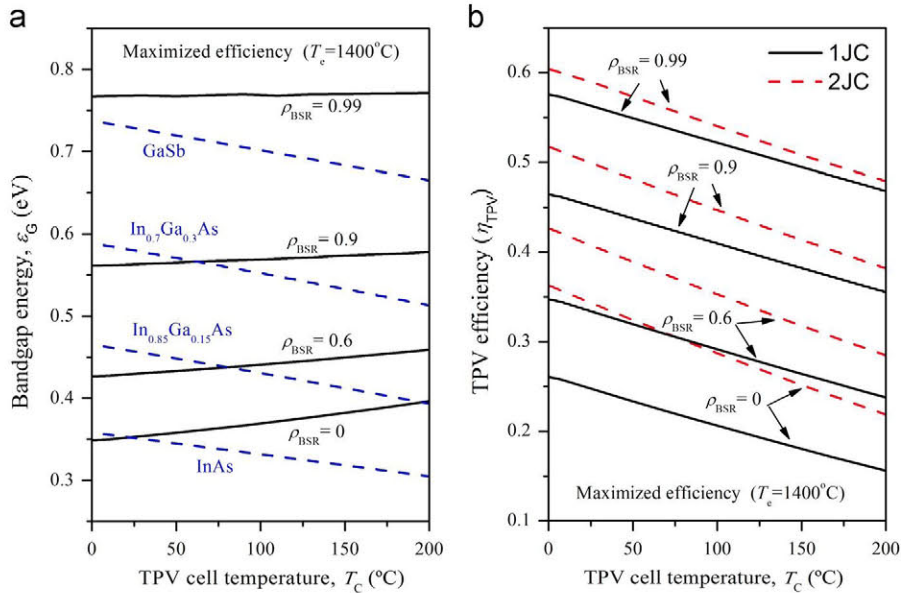 a
Maximized efficiency (Te=1400°C)
0.8
0.7
0.6
0.5
0.4
0.3
ρBSR= 0.99
GaSb
In0.7Ga0.3As
ρBSR= 0.9
In0.85Ga0.15As
ρBSR= 0.6
ρBSR= 0
InAs
Bandgap energy, εG (eV)
0 50 100 150 200
TPV cell temperature, TC (ºC)
b
1JC
2JC
0.6
0.5
0.4
0.3
0.2
0.1
ρBSR= 0.99
ρBSR= 0.9
ρBSR= 0.6
ρBSR= 0
Maximized efficiency (Te=1400°C)
TPV efficiency (ηTPV)
0 50 100 150 200
TPV cell temperature, TC (ºC)